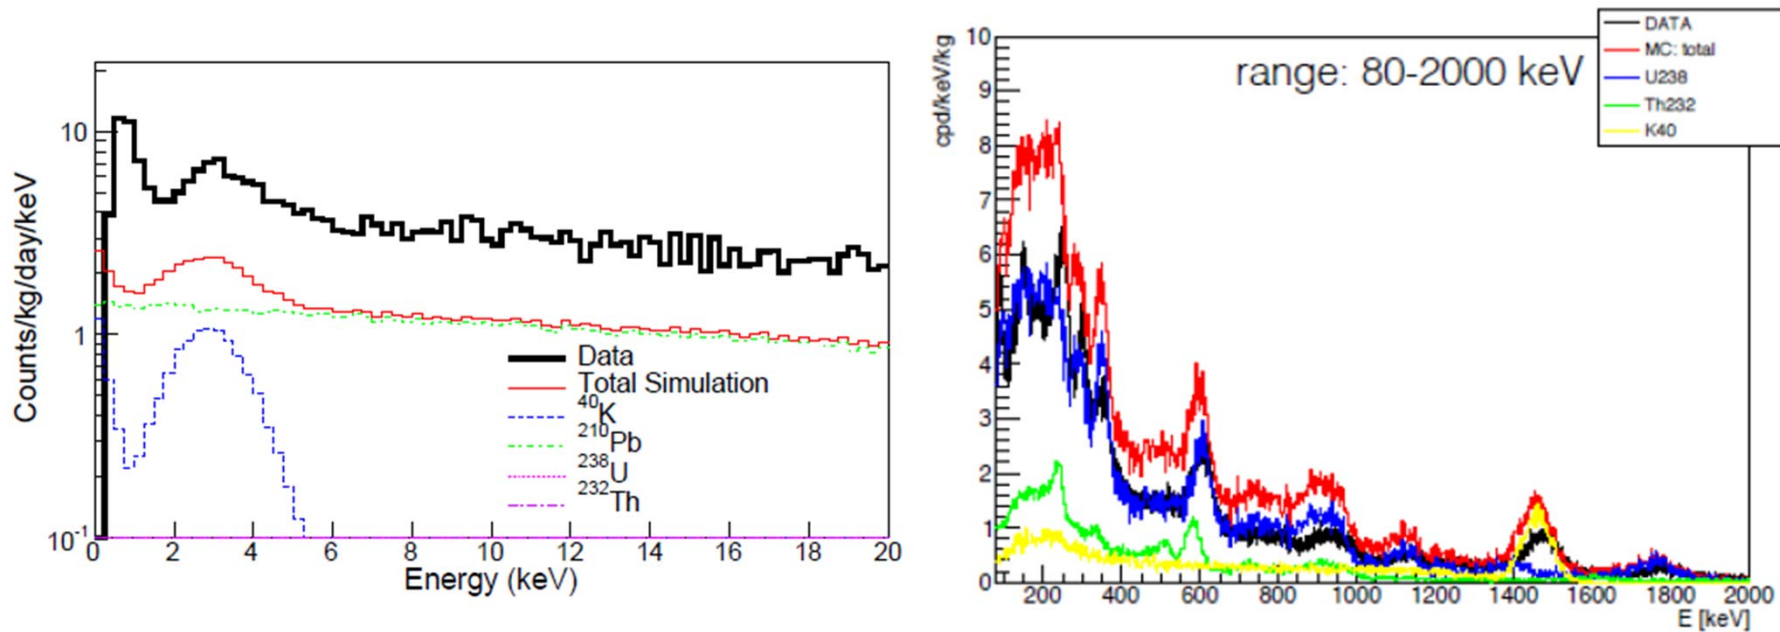 Counts/kg/day/keV
10
1
10⁻¹
Data
Total Simulation
⁴⁰K
²¹⁰Pb
²³⁸U
²³²Th
0 2 4 6 8 10 12 14 16 18 20
Energy (keV)
cpd/keV/kg
range: 80-2000 keV
DATA
MC: total
U238
Th232
K40
10
9
8
7
6
5
4
3
2
1
0
200 400 600 800 1000 1200 1400 1600 1800 2000
E [keV]